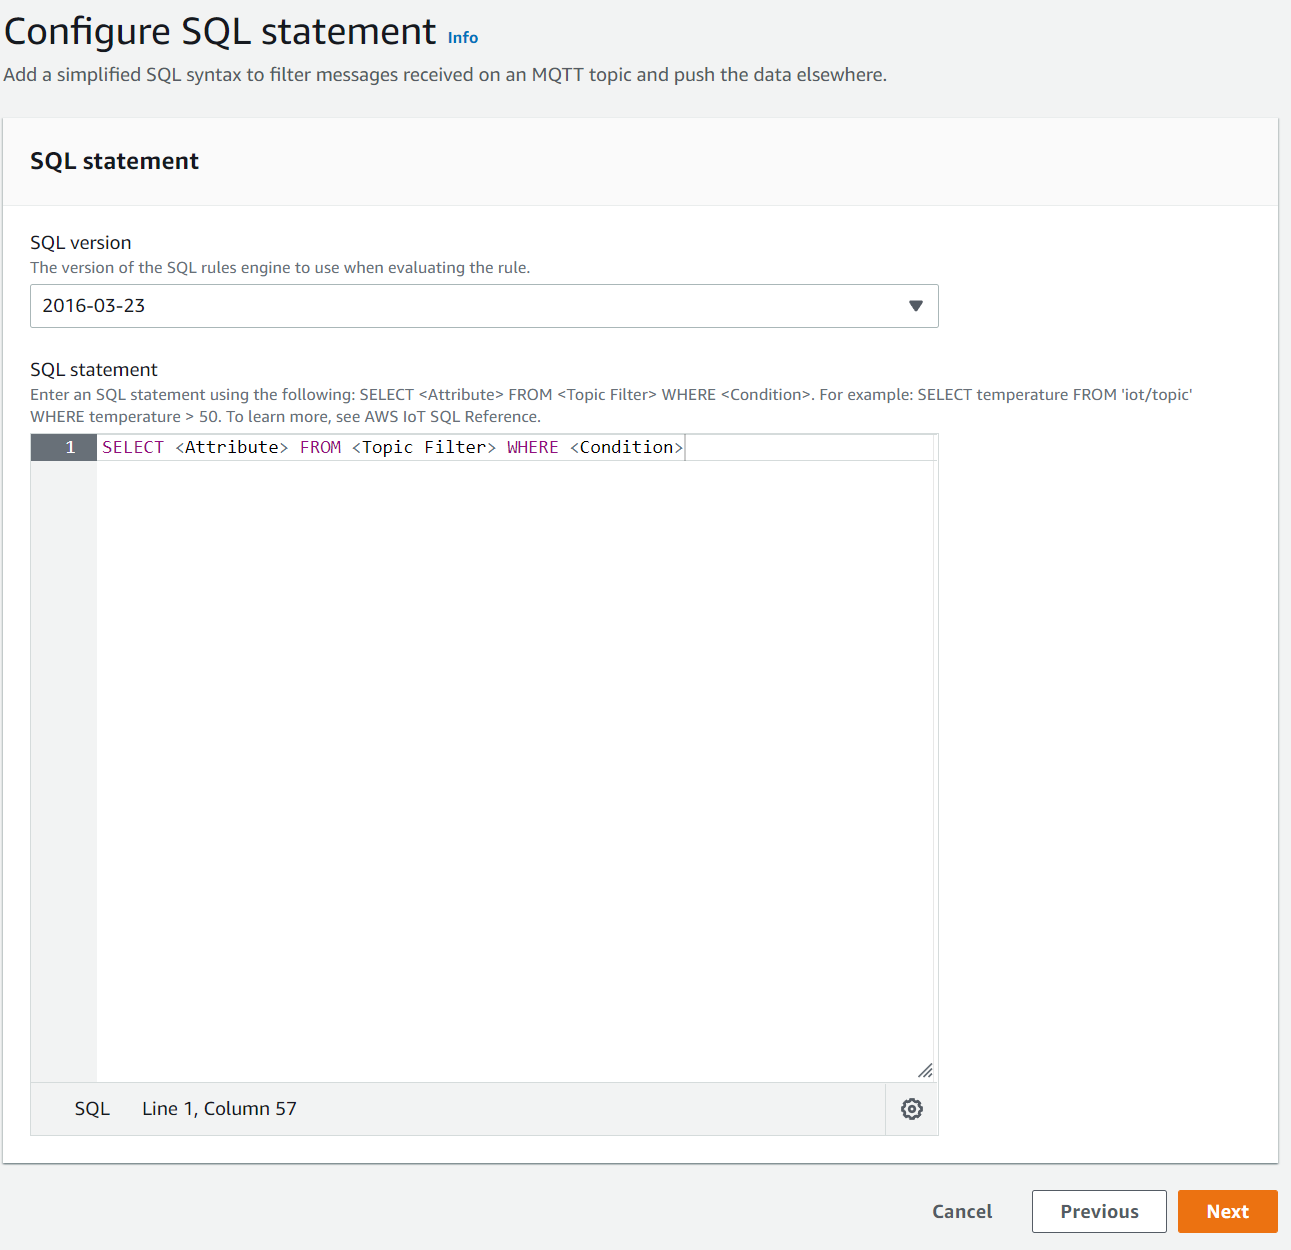 Configure SQL statement Info
Add a simplified SQL syntax to filter messages received on an MQTT topic and push the data elsewhere.
SQL statement
SQL version
The version of the SQL rules engine to use when evaluating the rule.
2016-03-23
SQL statement
Enter an SQL statement using the following: SELECT <Attribute> FROM <Topic Filter> WHERE <Condition>. For example: SELECT temperature FROM 'iot/topic'
WHERE temperature > 50. To learn more, see AWS IoT SQL Reference.
1 SELECT <Attribute> FROM <Topic Filter> WHERE <Condition>
SQL Line 1, Column 57
Cancel Previous Next